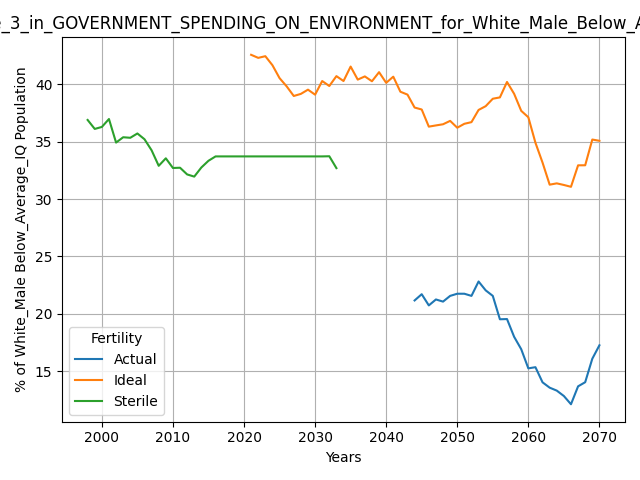 _3_in_GOVERNMENT_SPENDING_ON_ENVIRONMENT_for_White_Male_Below_A
% of White_Male Below_Average_IQ Population
40
35
30
25
20
15
Fertility
Actual
Ideal
Sterile
2000 2010 2020 2030 2040 2050 2060 2070
Years